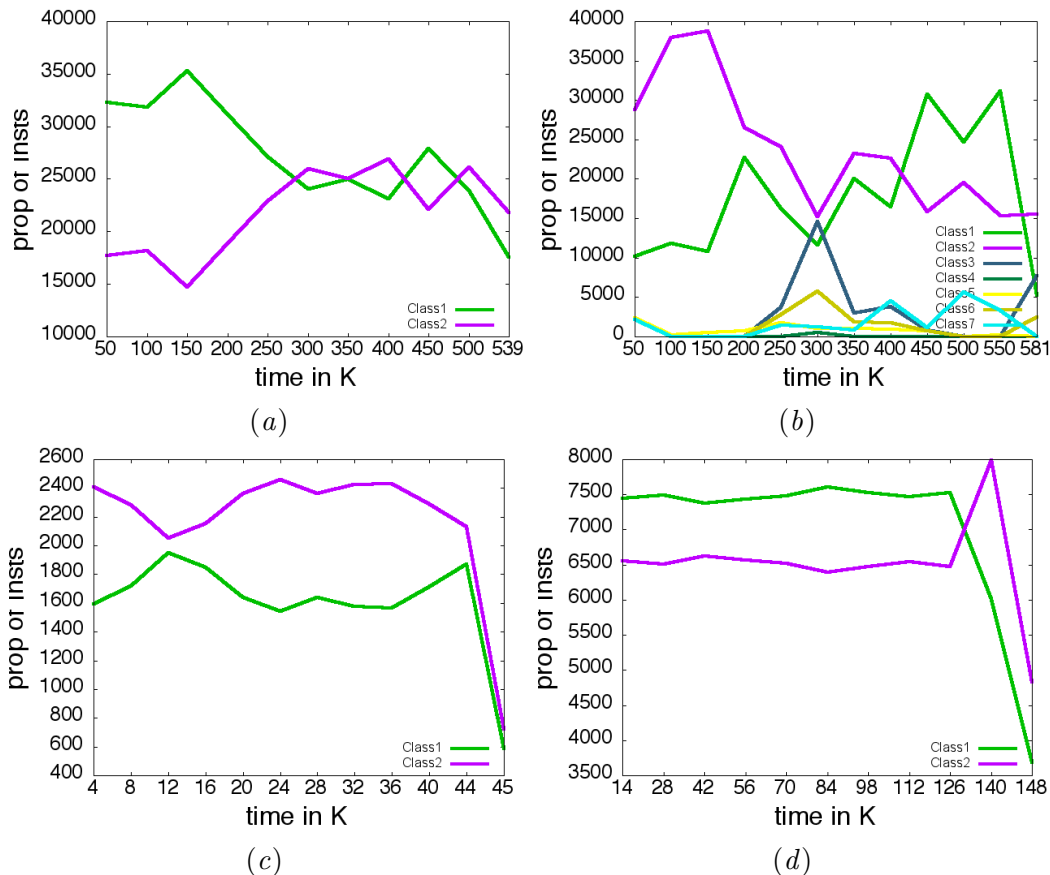 40000
35000
30000
25000
20000
15000
10000
prop of insts
Class1
Class2
50 100 150 200 250 300 350 400 450 500 539
time in K
(a)
40000
35000
30000
25000
20000
15000
10000
5000
0
prop of insts
Class1
Class2
Class3
Class4
Class5
Class6
Class7
50 100 150 200 250 300 350 400 450 500 550 581
time in K
(b)
2600
2400
2200
2000
1800
1600
1400
1200
1000
800
600
400
prop of insts
Class1
Class2
4 8 12 16 20 24 28 32 36 40 44 45
time in K
(c)
8000
7500
7000
6500
6000
5500
5000
4500
4000
3500
prop of insts
Class1
Class2
14 28 42 56 70 84 98 112 126 140 148
time in K
(d)